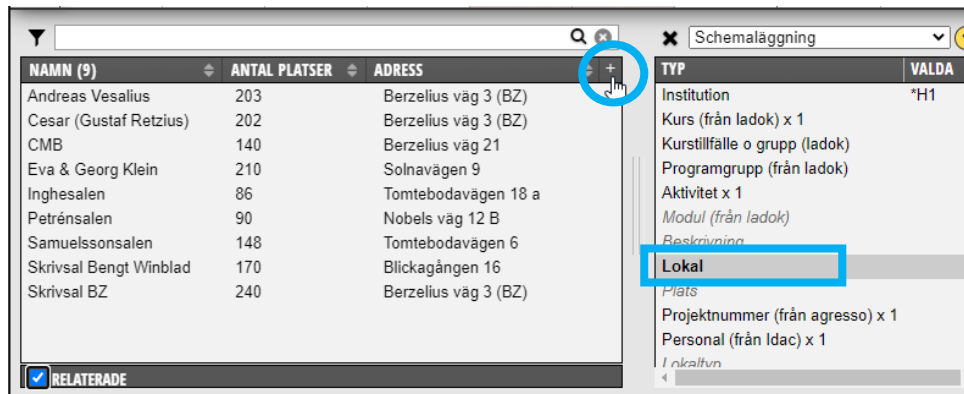 Schemaläggning
NAMN (9) ANTAL PLATSER ADRESS +
Andreas Vesalius 203 Berzelius väg 3 (BZ)
Cesar (Gustaf Retzius) 202 Berzelius väg 3 (BZ)
CMB 140 Berzelius väg 21
Eva & Georg Klein 210 Solnavägen 9
Inghesalen 86 Tomtebodavägen 18 a
Petrénsalen 90 Nobels väg 12 B
Samuelssonsalen 148 Tomtebodavägen 6
Skrivsal Bengt Winblad 170 Blickagången 16
Skrivsal BZ 240 Berzelius väg 3 (BZ)
RELATERADE
TYP VALDA
Institution *H1
Kurs (från ladok) x 1
Kurstillfälle o grupp (ladok)
Programgrupp (från ladok)
Aktivitet x 1
Modul (från ladok)
Beskrivning
Lokal
Plats
Projektnummer (från agresso) x 1
Personal (från Idac) x 1
Lokaltyp